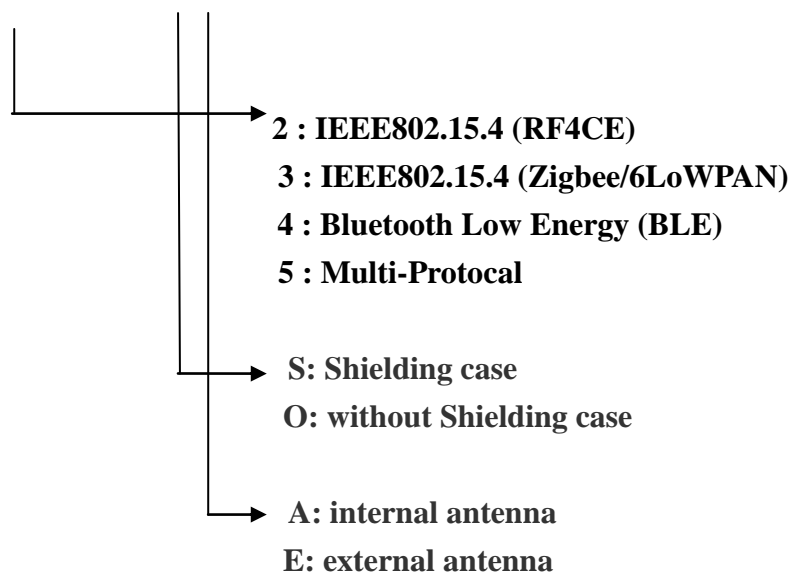 2 : IEEE802.15.4 (RF4CE)
3 : IEEE802.15.4 (Zigbee/6LoWPAN)
4 : Bluetooth Low Energy (BLE)
5 : Multi-Protocal
S: Shielding case
O: without Shielding case
A: internal antenna
E: external antenna